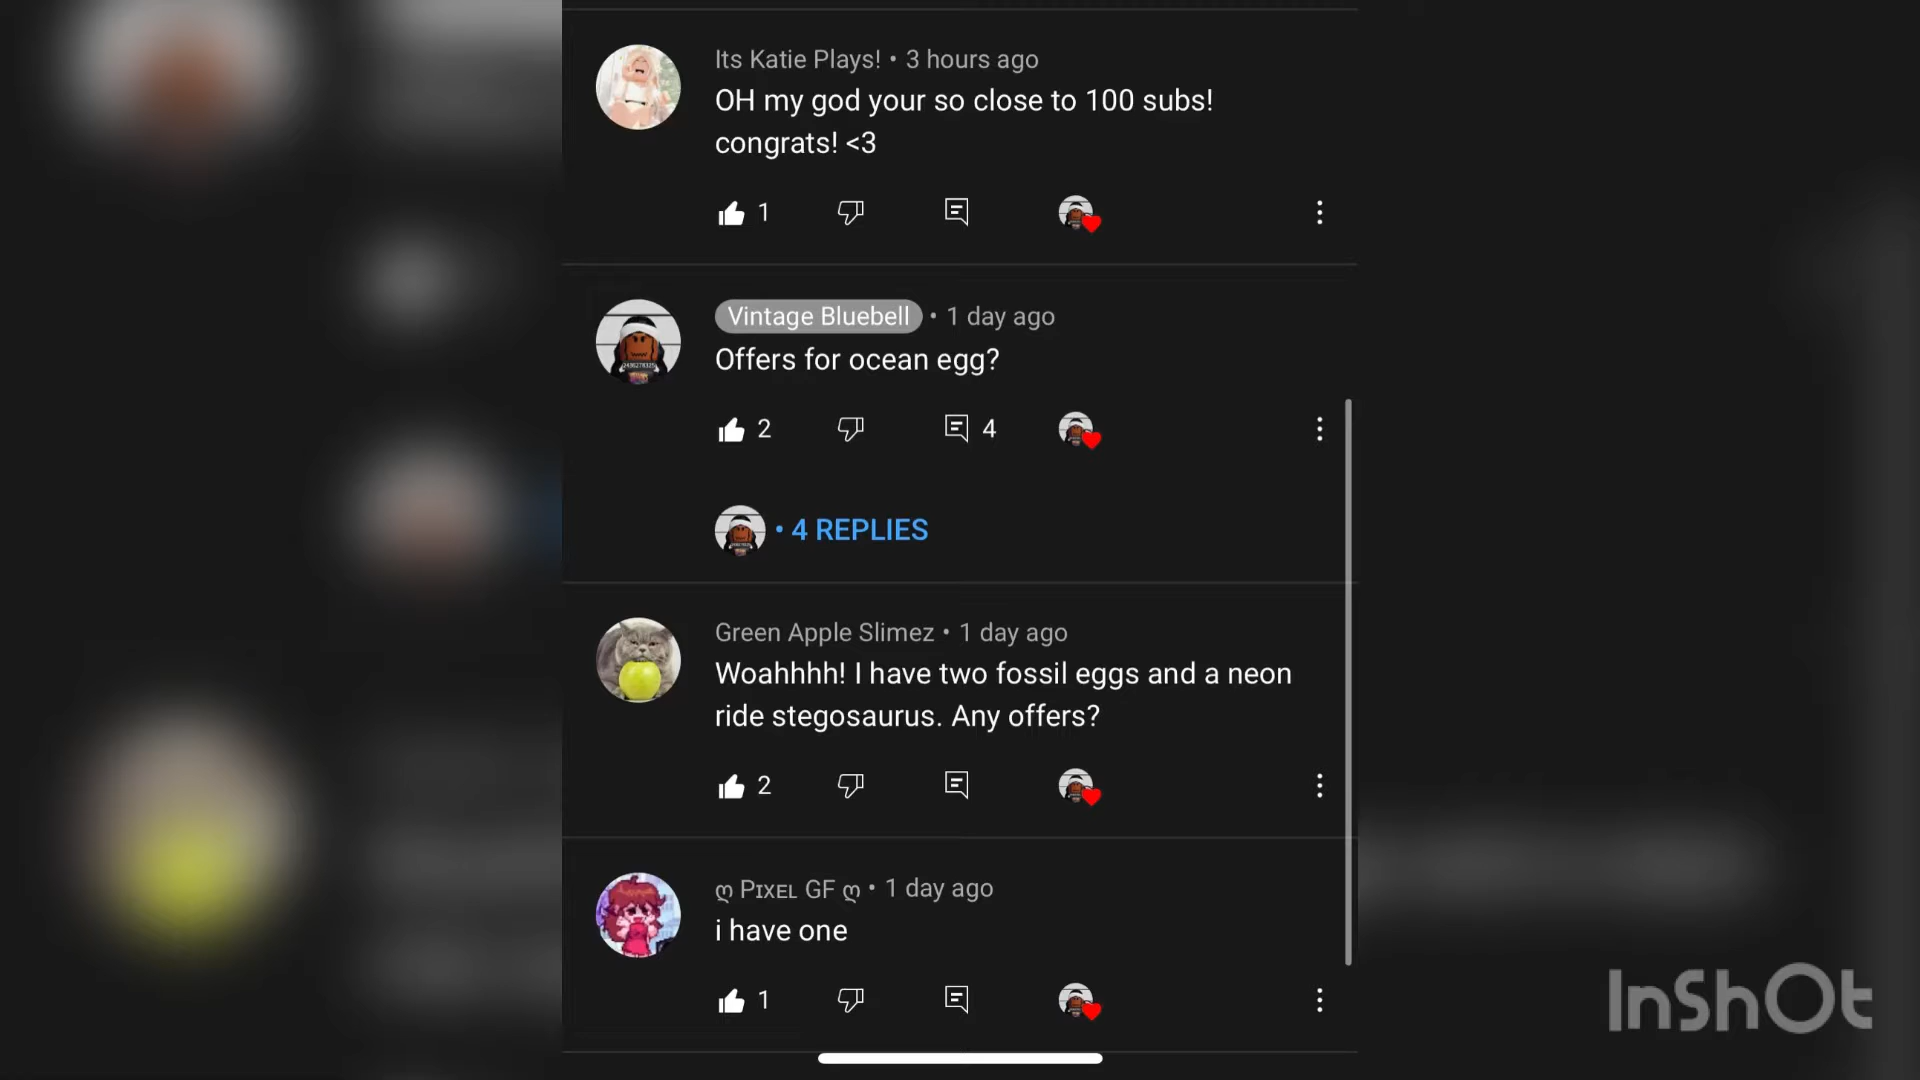 Its Katie Plays! • 3 hours ago
OH my god your so close to 100 subs!
congrats! <3
1
Vintage Bluebell • 1 day ago
Offers for ocean egg?
2 4
• 4 REPLIES
Green Apple Slimez • 1 day ago
Woahhhh! I have two fossil eggs and a neon
ride stegosaurus. Any offers?
2
ღ Pɪxᴇʟ GF ღ • 1 day ago
i have one
1
InShOt